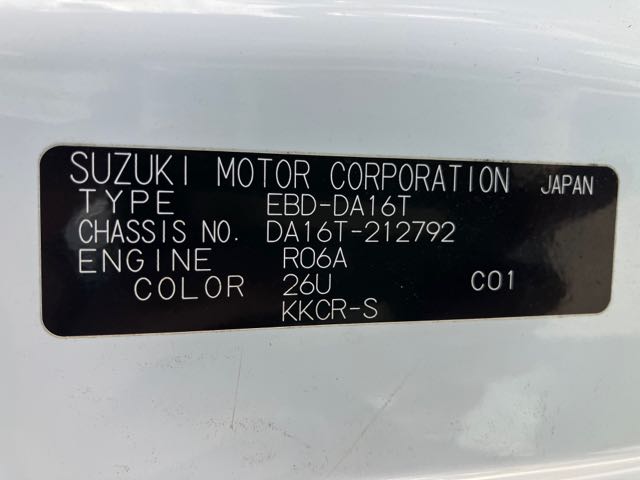 SUZUKI MOTOR CORPORATION JAPAN
TYPE EBD-DA16T
CHASSIS NO. DA16T-212792
ENGINE R06A
COLOR 26U C01
KKCR-S